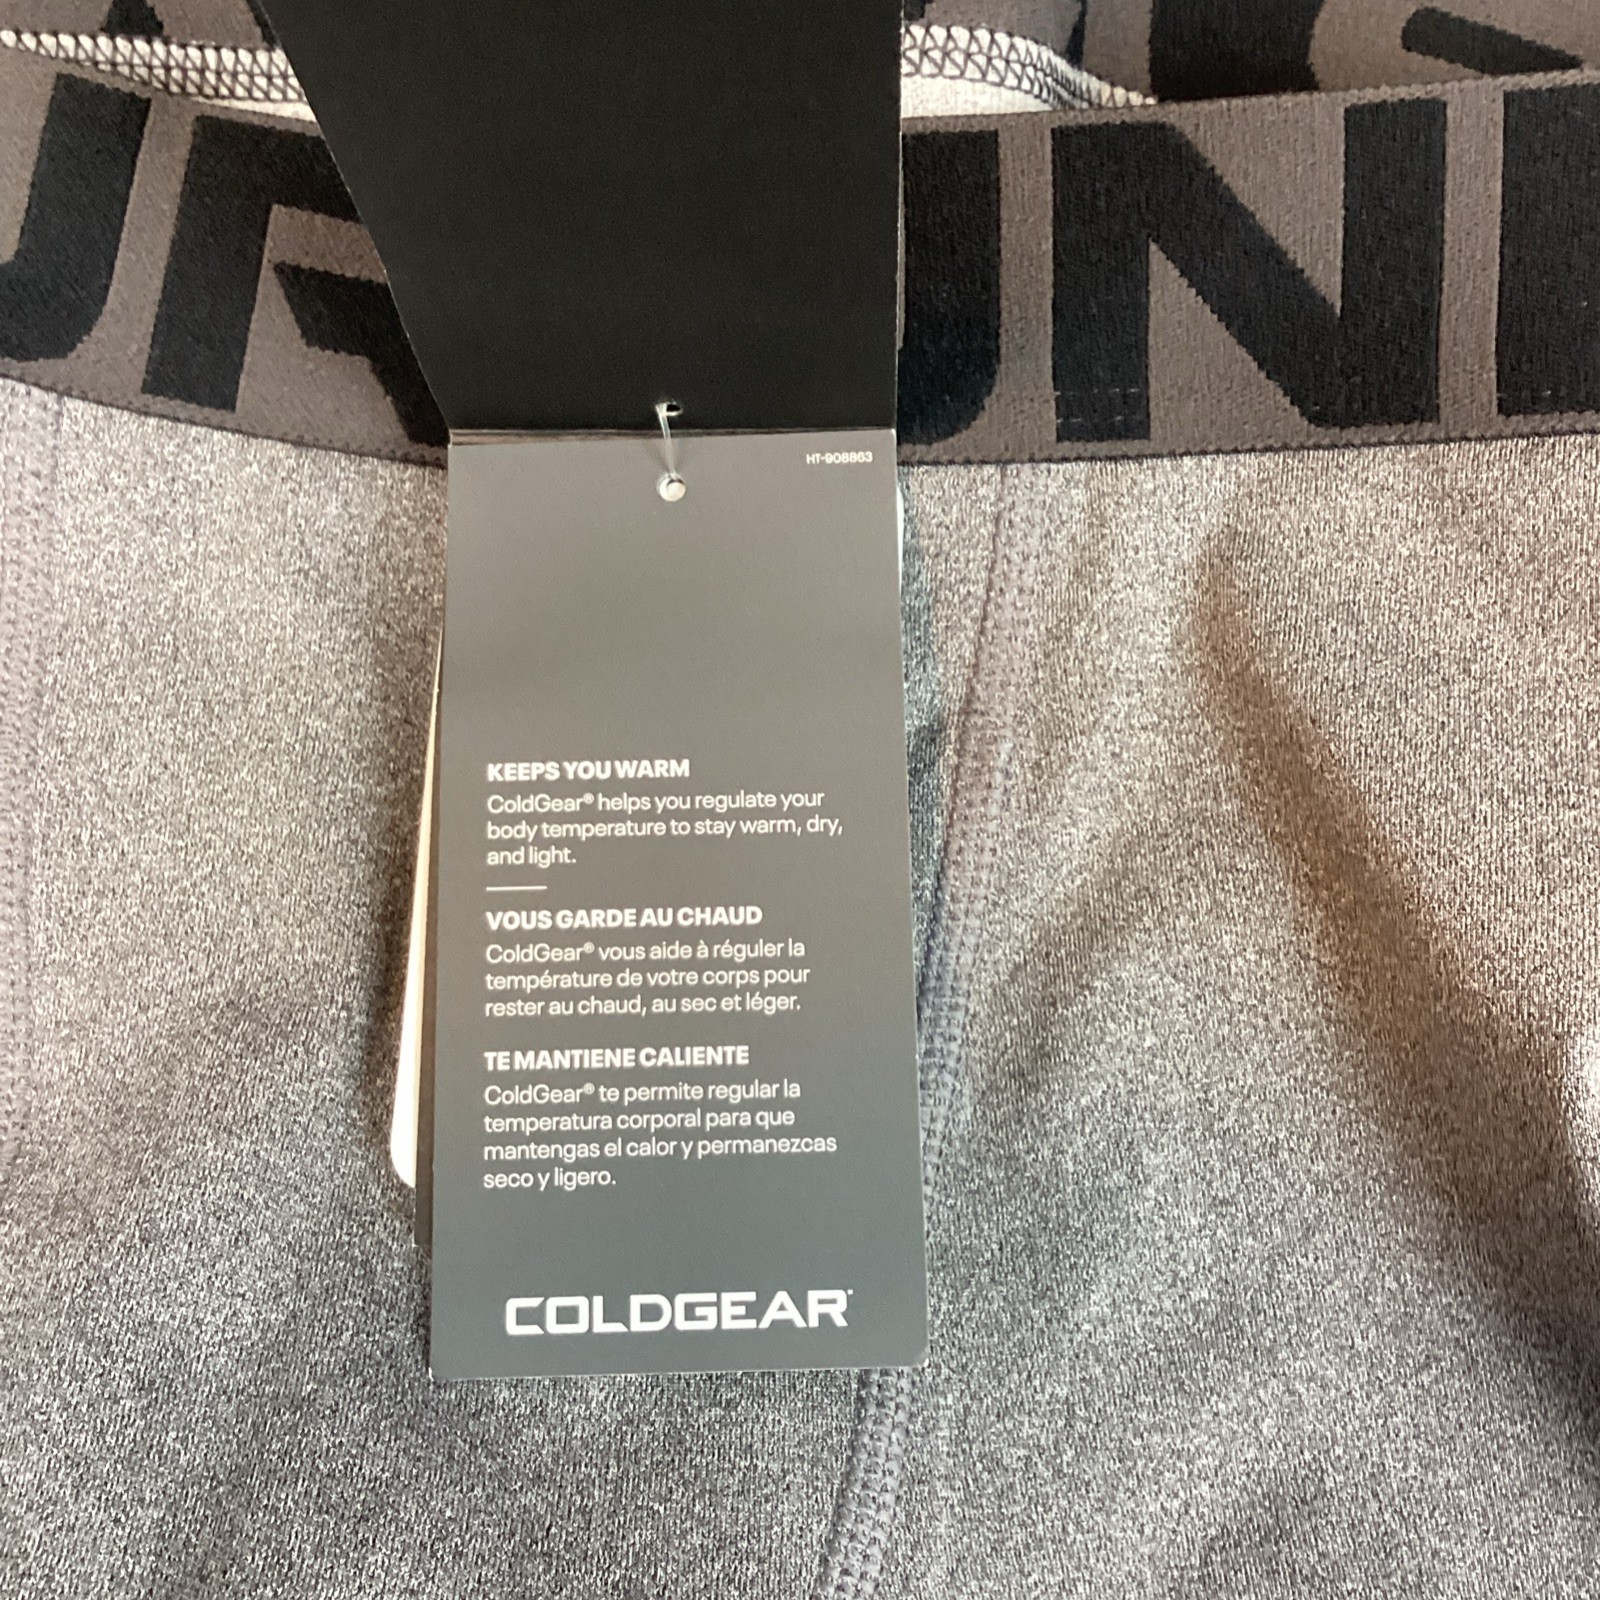 UNI
HT-908863
KEEPS YOU WARM
ColdGear® helps you regulate your
body temperature to stay warm, dry,
and light.
VOUS GARDE AU CHAUD
ColdGear® vous aide à réguler la
température de votre corps pour
rester au chaud, au sec et léger.
TE MANTIENE CALIENTE
ColdGear® te permite regular la
temperatura corporal para que
mantengas el calor y permanezcas
seco y ligero.
COLDGEAR